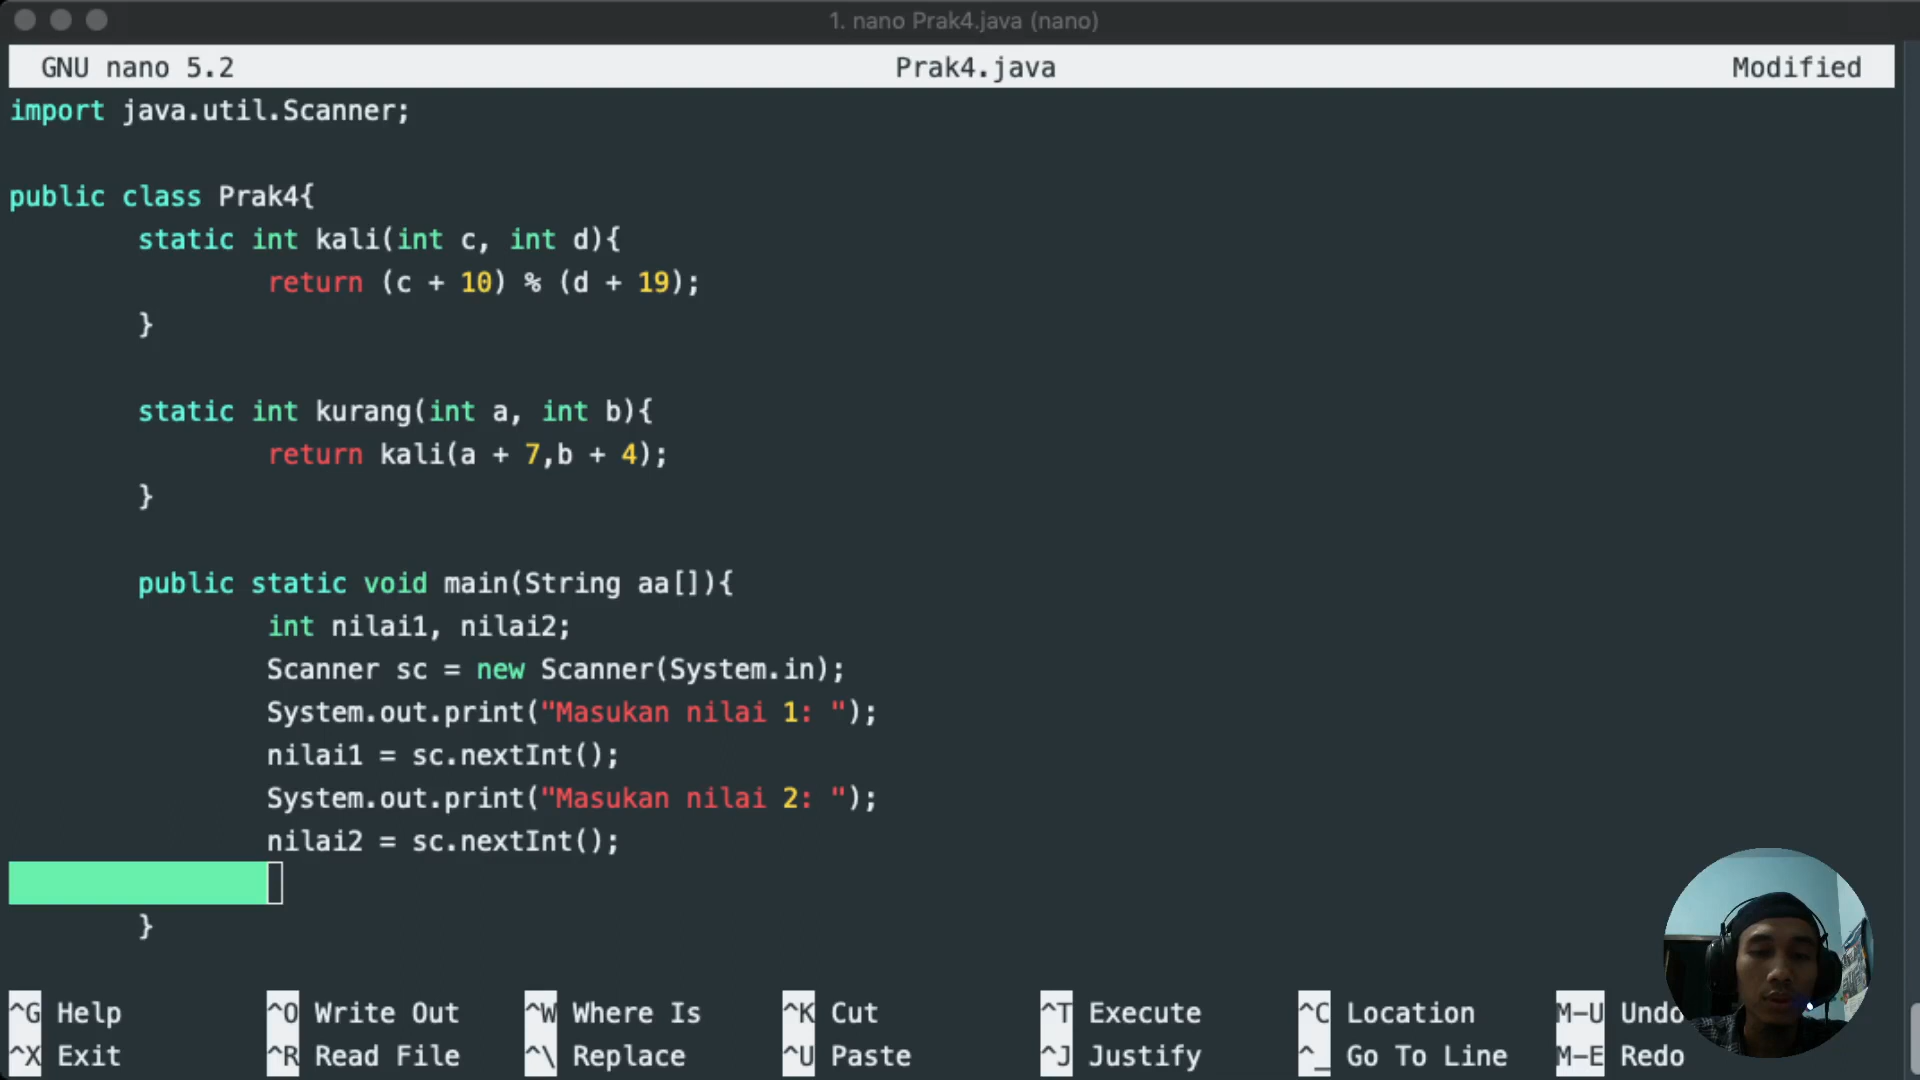 1. nano Prak4.java (nano)
GNU nano 5.2 Prak4.java Modified
import java.util.Scanner;
public class Prak4{
static int kali(int c, int d){
return (c + 10) % (d + 19);
}
static int kurang(int a, int b){
return kali(a + 7,b + 4);
}
public static void main(String aa[]){
int nilai1, nilai2;
Scanner sc = new Scanner(System.in);
System.out.print("Masukan nilai 1: ");
nilai1 = sc.nextInt();
System.out.print("Masukan nilai 2: ");
nilai2 = sc.nextInt();
}
^G Help ^O Write Out ^W Where Is ^K Cut ^T Execute ^C Location M-U Undo
^X Exit ^R Read File ^\ Replace ^U Paste ^J Justify ^_ Go To Line M-E Redo